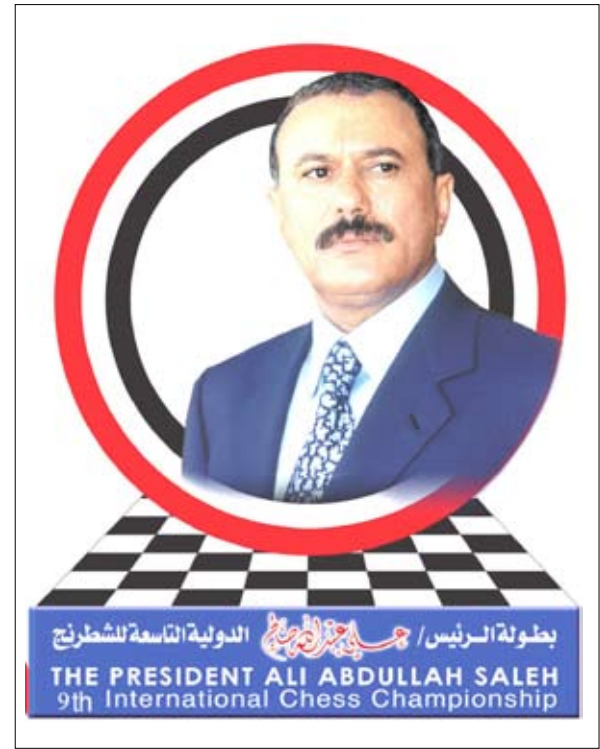 بطولة الرئيس/ علي عبدالله صالح الدولية التاسعة للشطرنج
THE PRESIDENT ALI ABDULLAH SALEH
9th International Chess Championship